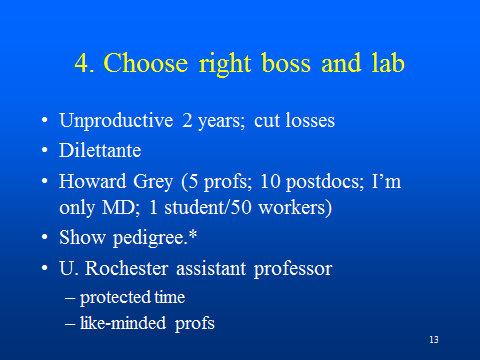 4. Choose right boss and lab
• Unproductive 2 years; cut losses
• Dilettante
• Howard Grey (5 profs; 10 postdocs; I'm
only MD; 1 student/50 workers)
• Show pedigree.*
• U. Rochester assistant professor
– protected time
– like-minded profs
13